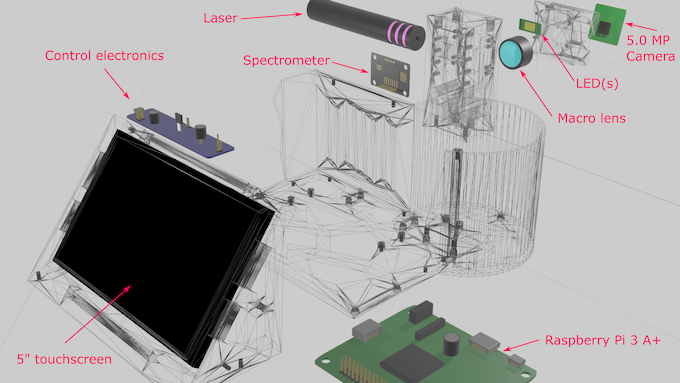 Laser
5.0 MP
Camera
Control electronics
Spectrometer
LED(s)
Macro lens
Raspberry Pi 3 A+
5" touchscreen